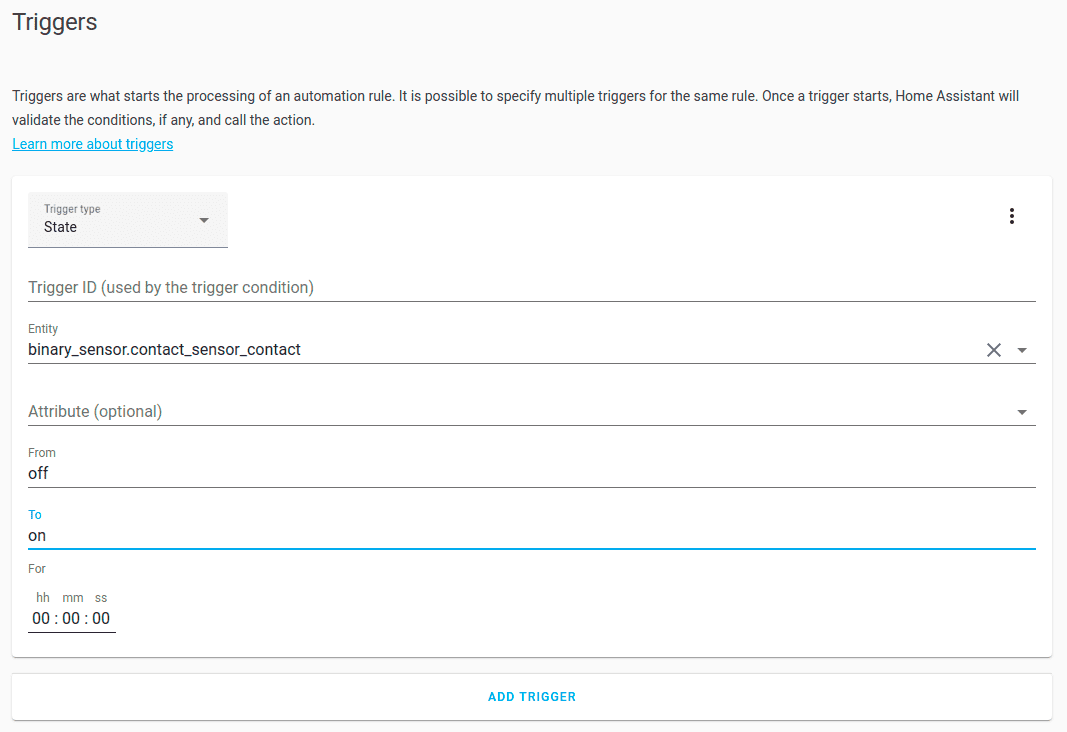 Triggers
Triggers are what starts the processing of an automation rule. It is possible to specify multiple triggers for the same rule. Once a trigger starts, Home Assistant will
validate the conditions, if any, and call the action.
Learn more about triggers
Trigger type
State
Trigger ID (used by the trigger condition)
Entity
binary_sensor.contact_sensor_contact
Attribute (optional)
From
off
To
on
For
hh mm ss
00 : 00 : 00
ADD TRIGGER